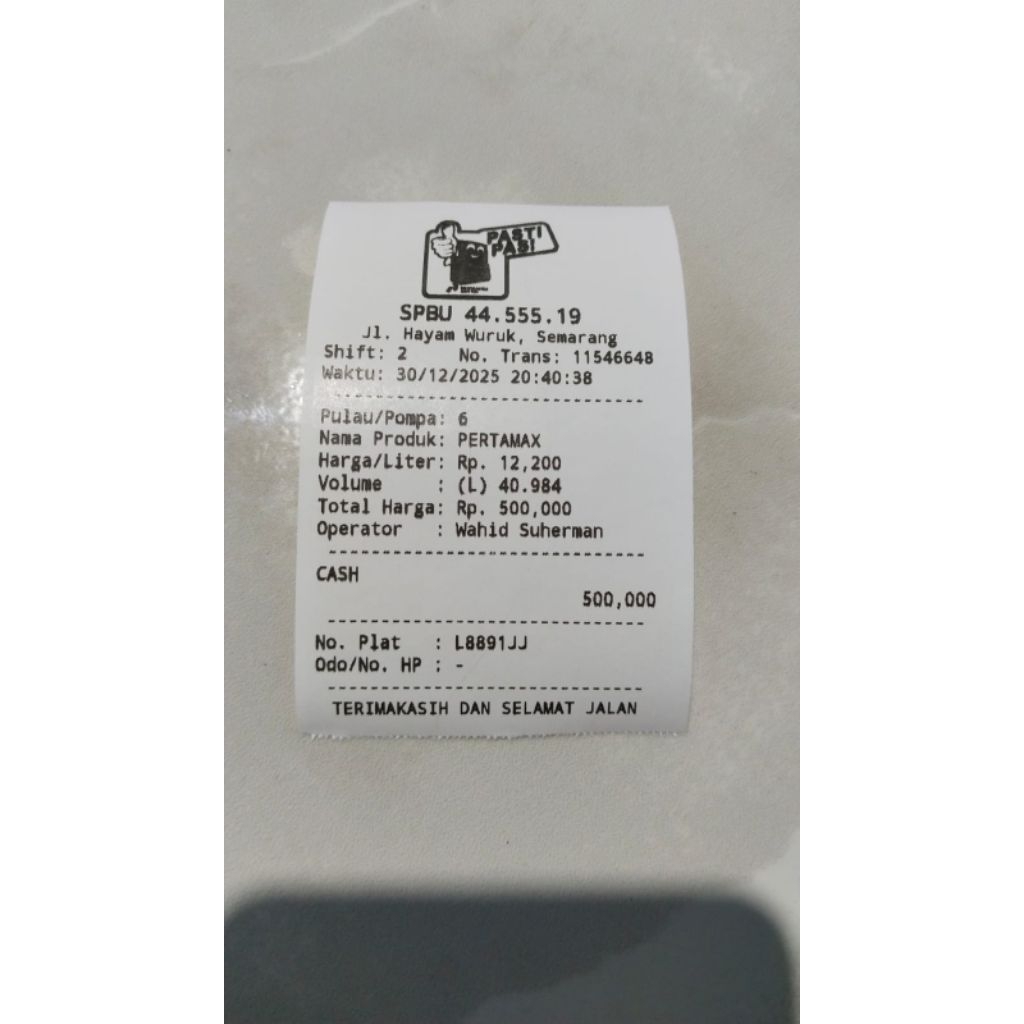 PASTI
PAS!
SPBU 44.555.19
Jl. Hayam Wuruk, Semarang
Shift: 2 No. Trans: 11546648
Waktu: 30/12/2025 20:40:38
------------------------------
Pulau/Pompa: 6
Nama Produk: PERTAMAX
Harga/Liter: Rp. 12,200
Volume : (L) 40.984
Total Harga: Rp. 500,000
Operator : Wahid Suherman
------------------------------
CASH
500,000
------------------------------
No. Plat : L8891JJ
Odo/No. HP : -
------------------------------
TERIMAKASIH DAN SELAMAT JALAN